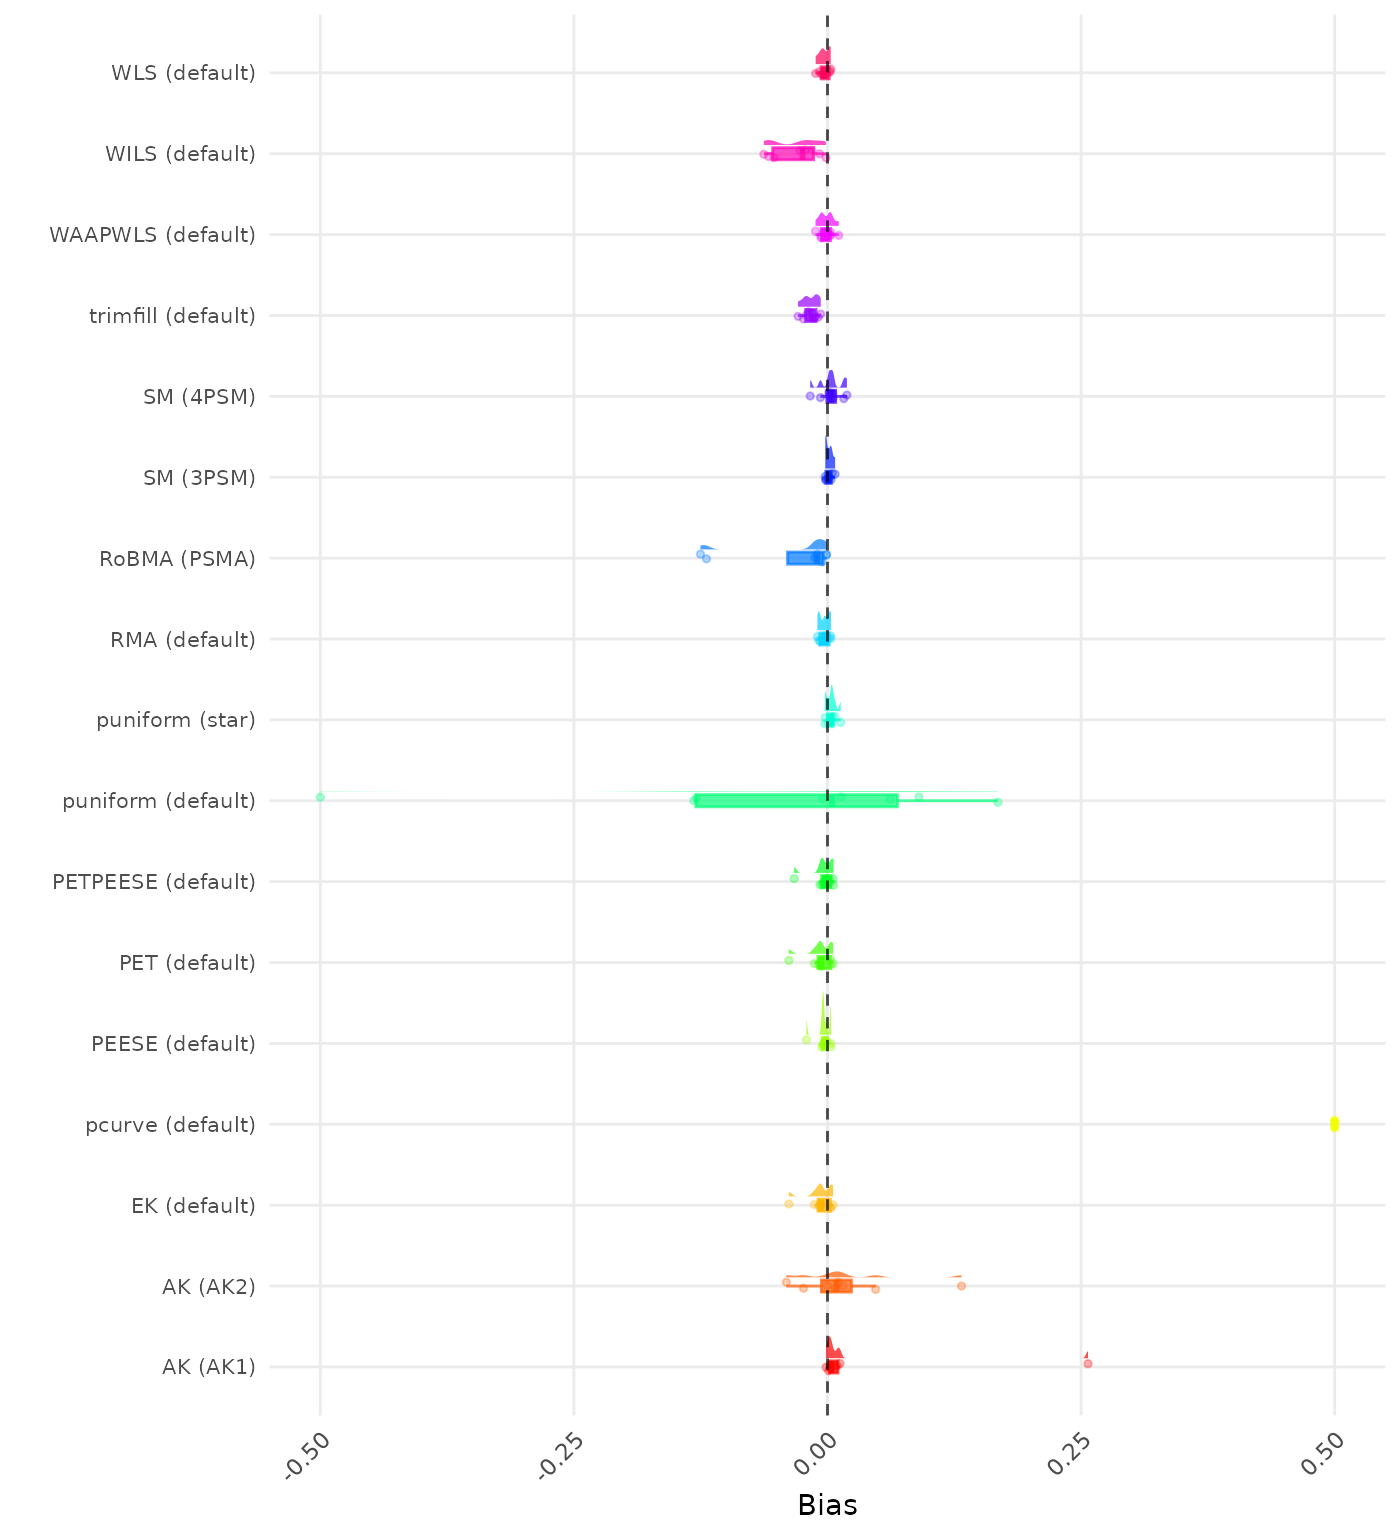 WLS (default)
WILS (default)
WAAPWLS (default)
trimfill (default)
SM (4PSM)
SM (3PSM)
RoBMA (PSMA)
RMA (default)
puniform (star)
puniform (default)
PETPEESE (default)
PET (default)
PEESE (default)
pcurve (default)
EK (default)
AK (AK2)
AK (AK1)
-0.50 -0.25 0.00 0.25 0.50
Bias